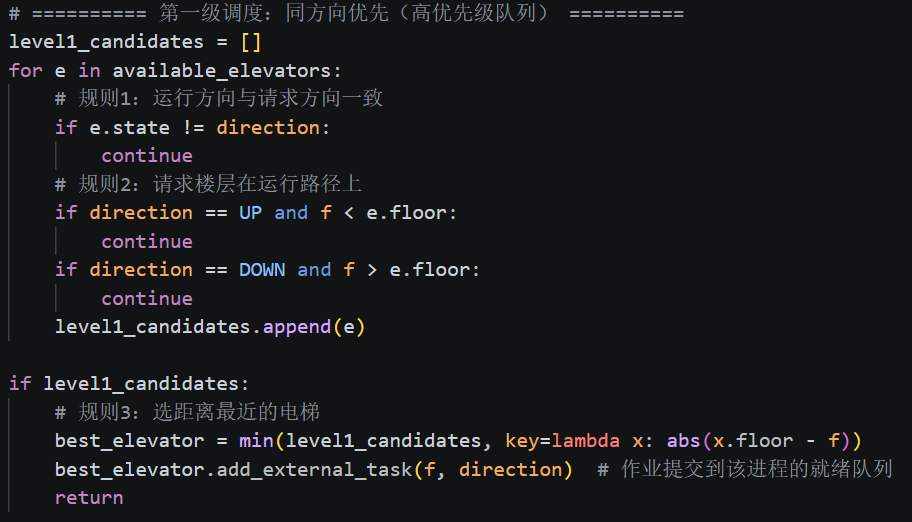 # ========== 第一级调度：同方向优先（高优先级队列） ==========
level1_candidates = []
for e in available_elevators:
    # 规则1：运行方向与请求方向一致
    if e.state != direction:
        continue
    # 规则2：请求楼层在运行路径上
    if direction == UP and f < e.floor:
        continue
    if direction == DOWN and f > e.floor:
        continue
    level1_candidates.append(e)

if level1_candidates:
    # 规则3：选距离最近的电梯
    best_elevator = min(level1_candidates, key=lambda x: abs(x.floor - f))
    best_elevator.add_external_task(f, direction)  # 作业提交到该进程的就绪队列
    return